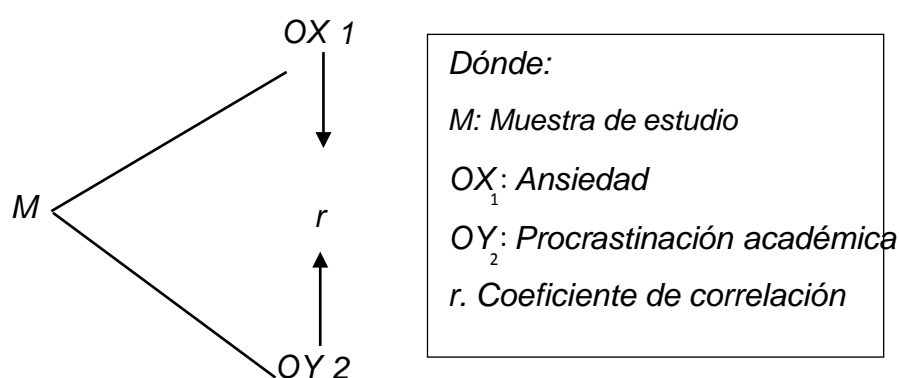 OX 1
M
r
OY 2
Dónde:
M: Muestra de estudio
OX₁: Ansiedad
OY₂: Procrastinación académica
r. Coeficiente de correlación